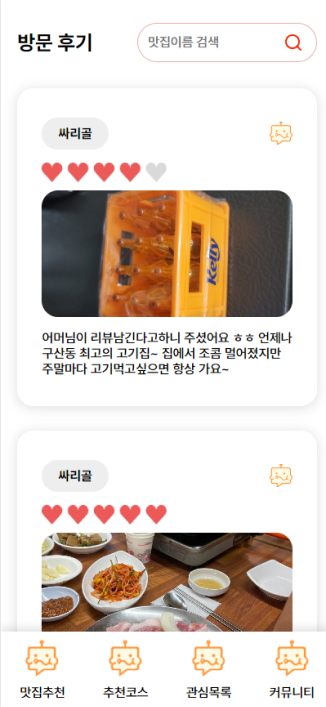 방문 후기
맛집이름 검색
싸리골
Kelly
어머님이 리뷰남긴다고하니 주셨어요 ㅎㅎ 언제나
구산동 최고의 고기집~ 집에서 조콤 멀어졌지만
주말마다 고기먹고싶으면 항상 가요~
싸리골
맛집추천
추천코스
관심목록
커뮤니티